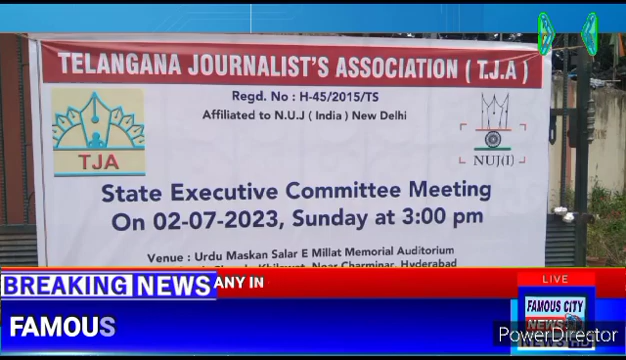 TELANGANA JOURNALIST'S ASSOCIATION ( T.J.A )
Regd. No : H-45/2015/TS
Affiliated to N.U.J ( India ) New Delhi
TJA
NUJ(I)
State Executive Committee Meeting
On 02-07-2023, Sunday at 3:00 pm
Venue : Urdu Maskan Salar E Millat Memorial Auditorium
Khilwat, Near Charminar, Hyderabad
BREAKING NEWS
ANY IN
LIVE
FAMOUS
FAMOUS CITY
NEWS
PowerDirector